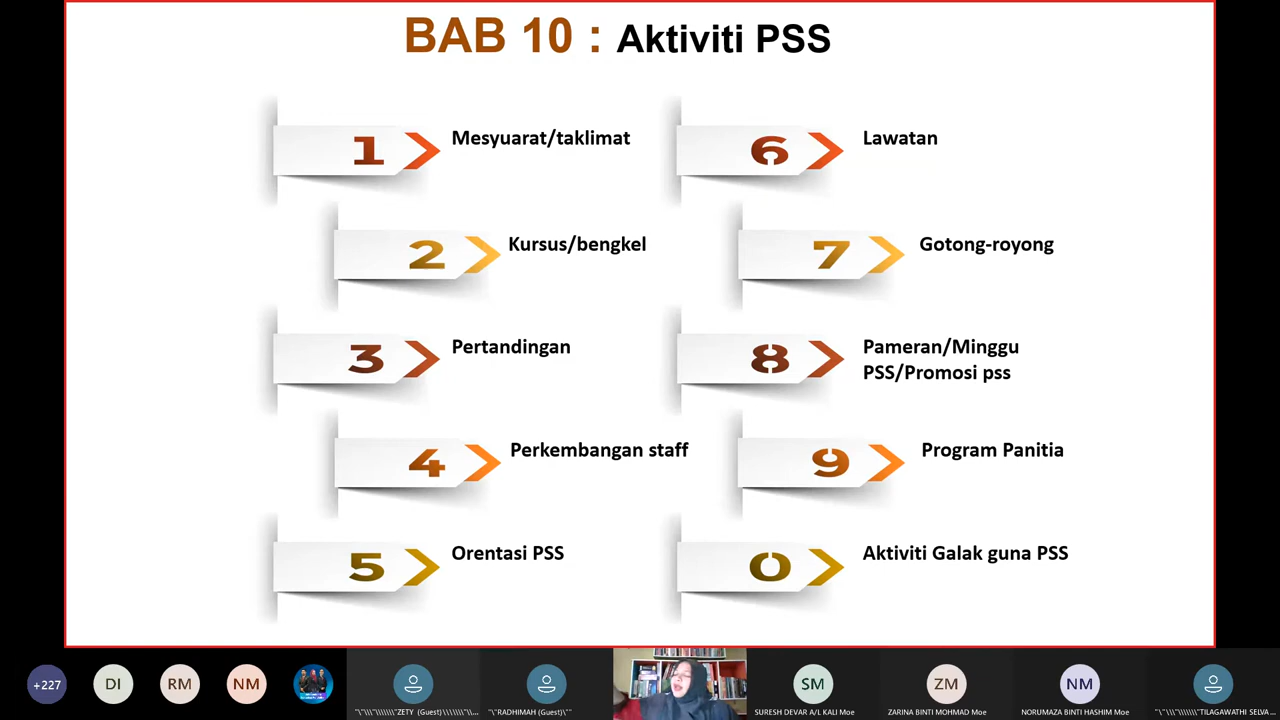 BAB 10 : Aktiviti PSS
1 Mesyuarat/taklimat
2 Kursus/bengkel
3 Pertandingan
4 Perkembangan staff
5 Orentasi PSS
6 Lawatan
7 Gotong-royong
8 Pameran/Minggu
PSS/Promosi pss
9 Program Panitia
0 Aktiviti Galak guna PSS
+227
DI
RM
NM
"\"\\"\\\\\\"ZETY (Guest)\\\\\\"\\...
"\"RADHIMAH (Guest)\""
SM
SURESH DEVAR A/L KALI Moe
ZM
ZARINA BINTI MOHMAD Moe
NM
NORUMAZA BINTI HASHIM Moe
TILAGAWATHI SELVA...